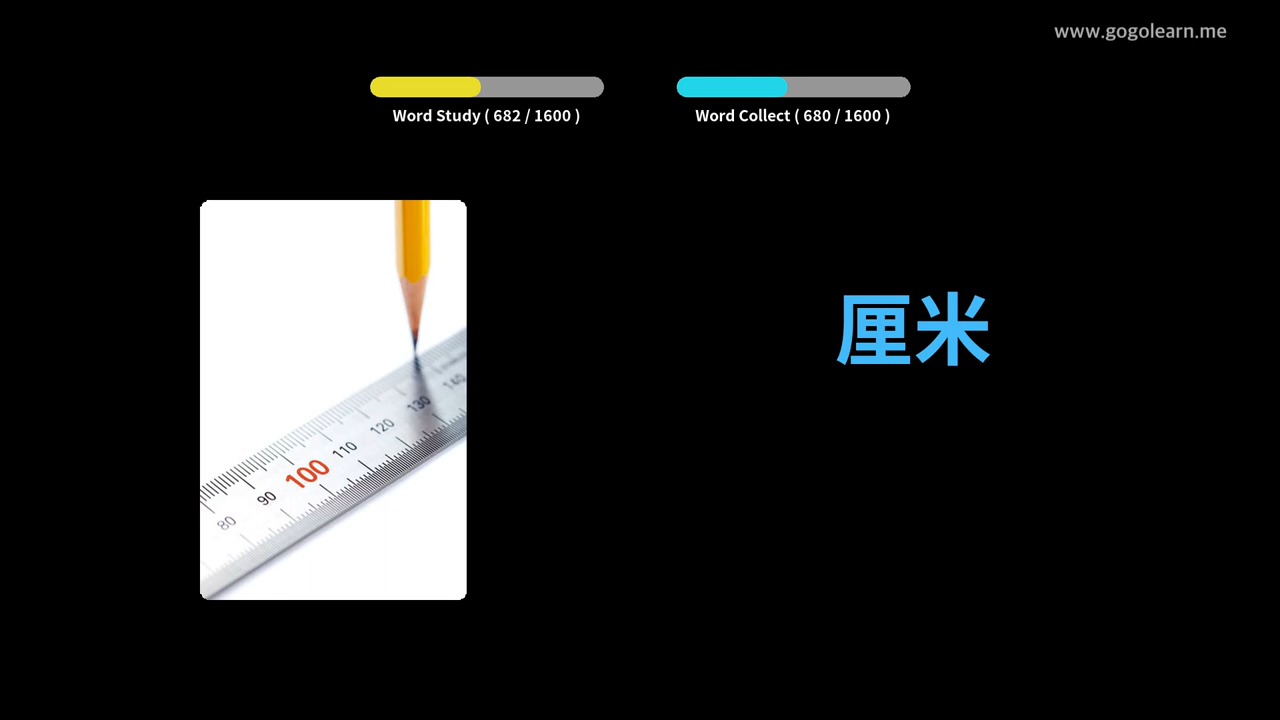 www.gogolearn.me
Word Study ( 682 / 1600 )
Word Collect ( 680 / 1600 )
厘米
80
90
100
110
120
130
140